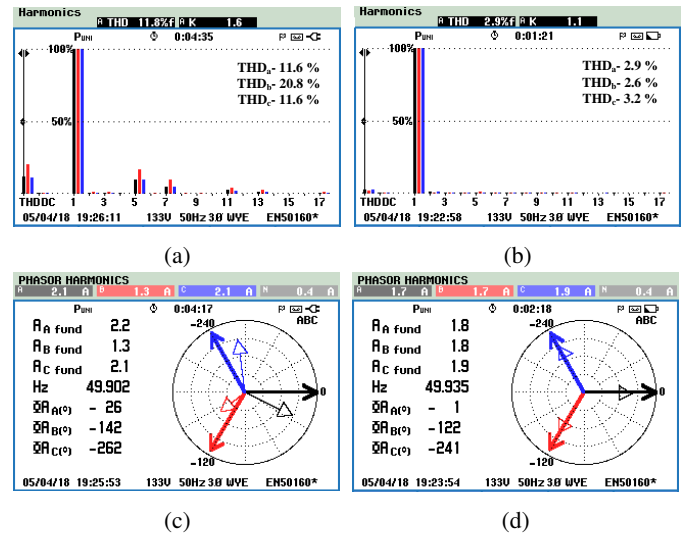 Harmonics
A THD 11.8%f A K 1.6
PUNI 0:04:35
100%
THDa- 11.6 %
THDb- 20.8 %
THDc- 11.6 %
50%
THDDC 1 3 5 7 9 11 13 15 17
05/04/18 19:26:11 133V 50Hz 3Ø WYE EN50160*
(a)
Harmonics
A THD 2.9%f A K 1.1
PUNI 0:01:21
100%
THDa- 2.9 %
THDb- 2.6 %
THDc- 3.2 %
50%
THDDC 1 3 5 7 9 11 13 15 17
05/04/18 19:22:58 133V 50Hz 3Ø WYE EN50160*
(b)
PHASOR HARMONICS
A 2.1 A B 1.3 A C 2.1 A N 0.4 A
PUNI 0:04:17
-240 ABC
AA fund 2.2
AB fund 1.3
AC fund 2.1
Hz 49.902
0
ΦAA(º) - 26
ΦAB(º) -142
ΦAC(º) -262
-120
05/04/18 19:25:53 133V 50Hz 3Ø WYE EN50160*
(c)
PHASOR HARMONICS
A 1.7 A B 1.7 A C 1.9 A N 0.4 A
PUNI 0:02:18
-240 ABC
AA fund 1.8
AB fund 1.8
AC fund 1.9
Hz 49.935
0
ΦAA(º) - 1
ΦAB(º) -122
ΦAC(º) -241
-120
05/04/18 19:23:54 133V 50Hz 3Ø WYE EN50160*
(d)